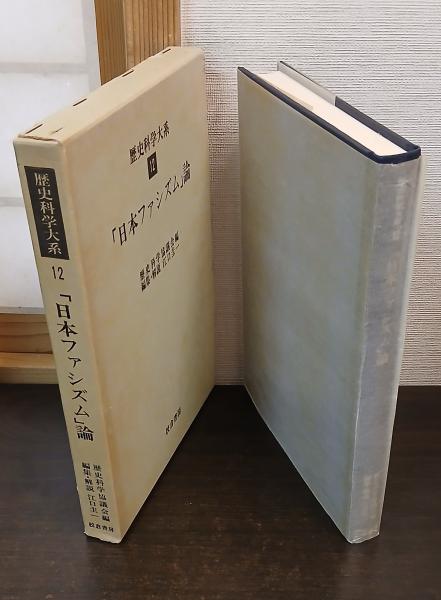 歴史科学大系
12
「日本ファシズム」論
歴史科学協議会編
編集・解説 江口圭一
校倉書房
歴史科学大系
12
「日本ファシズム」論
歴史科学協議会編
編集・解説 江口圭一
校倉書房